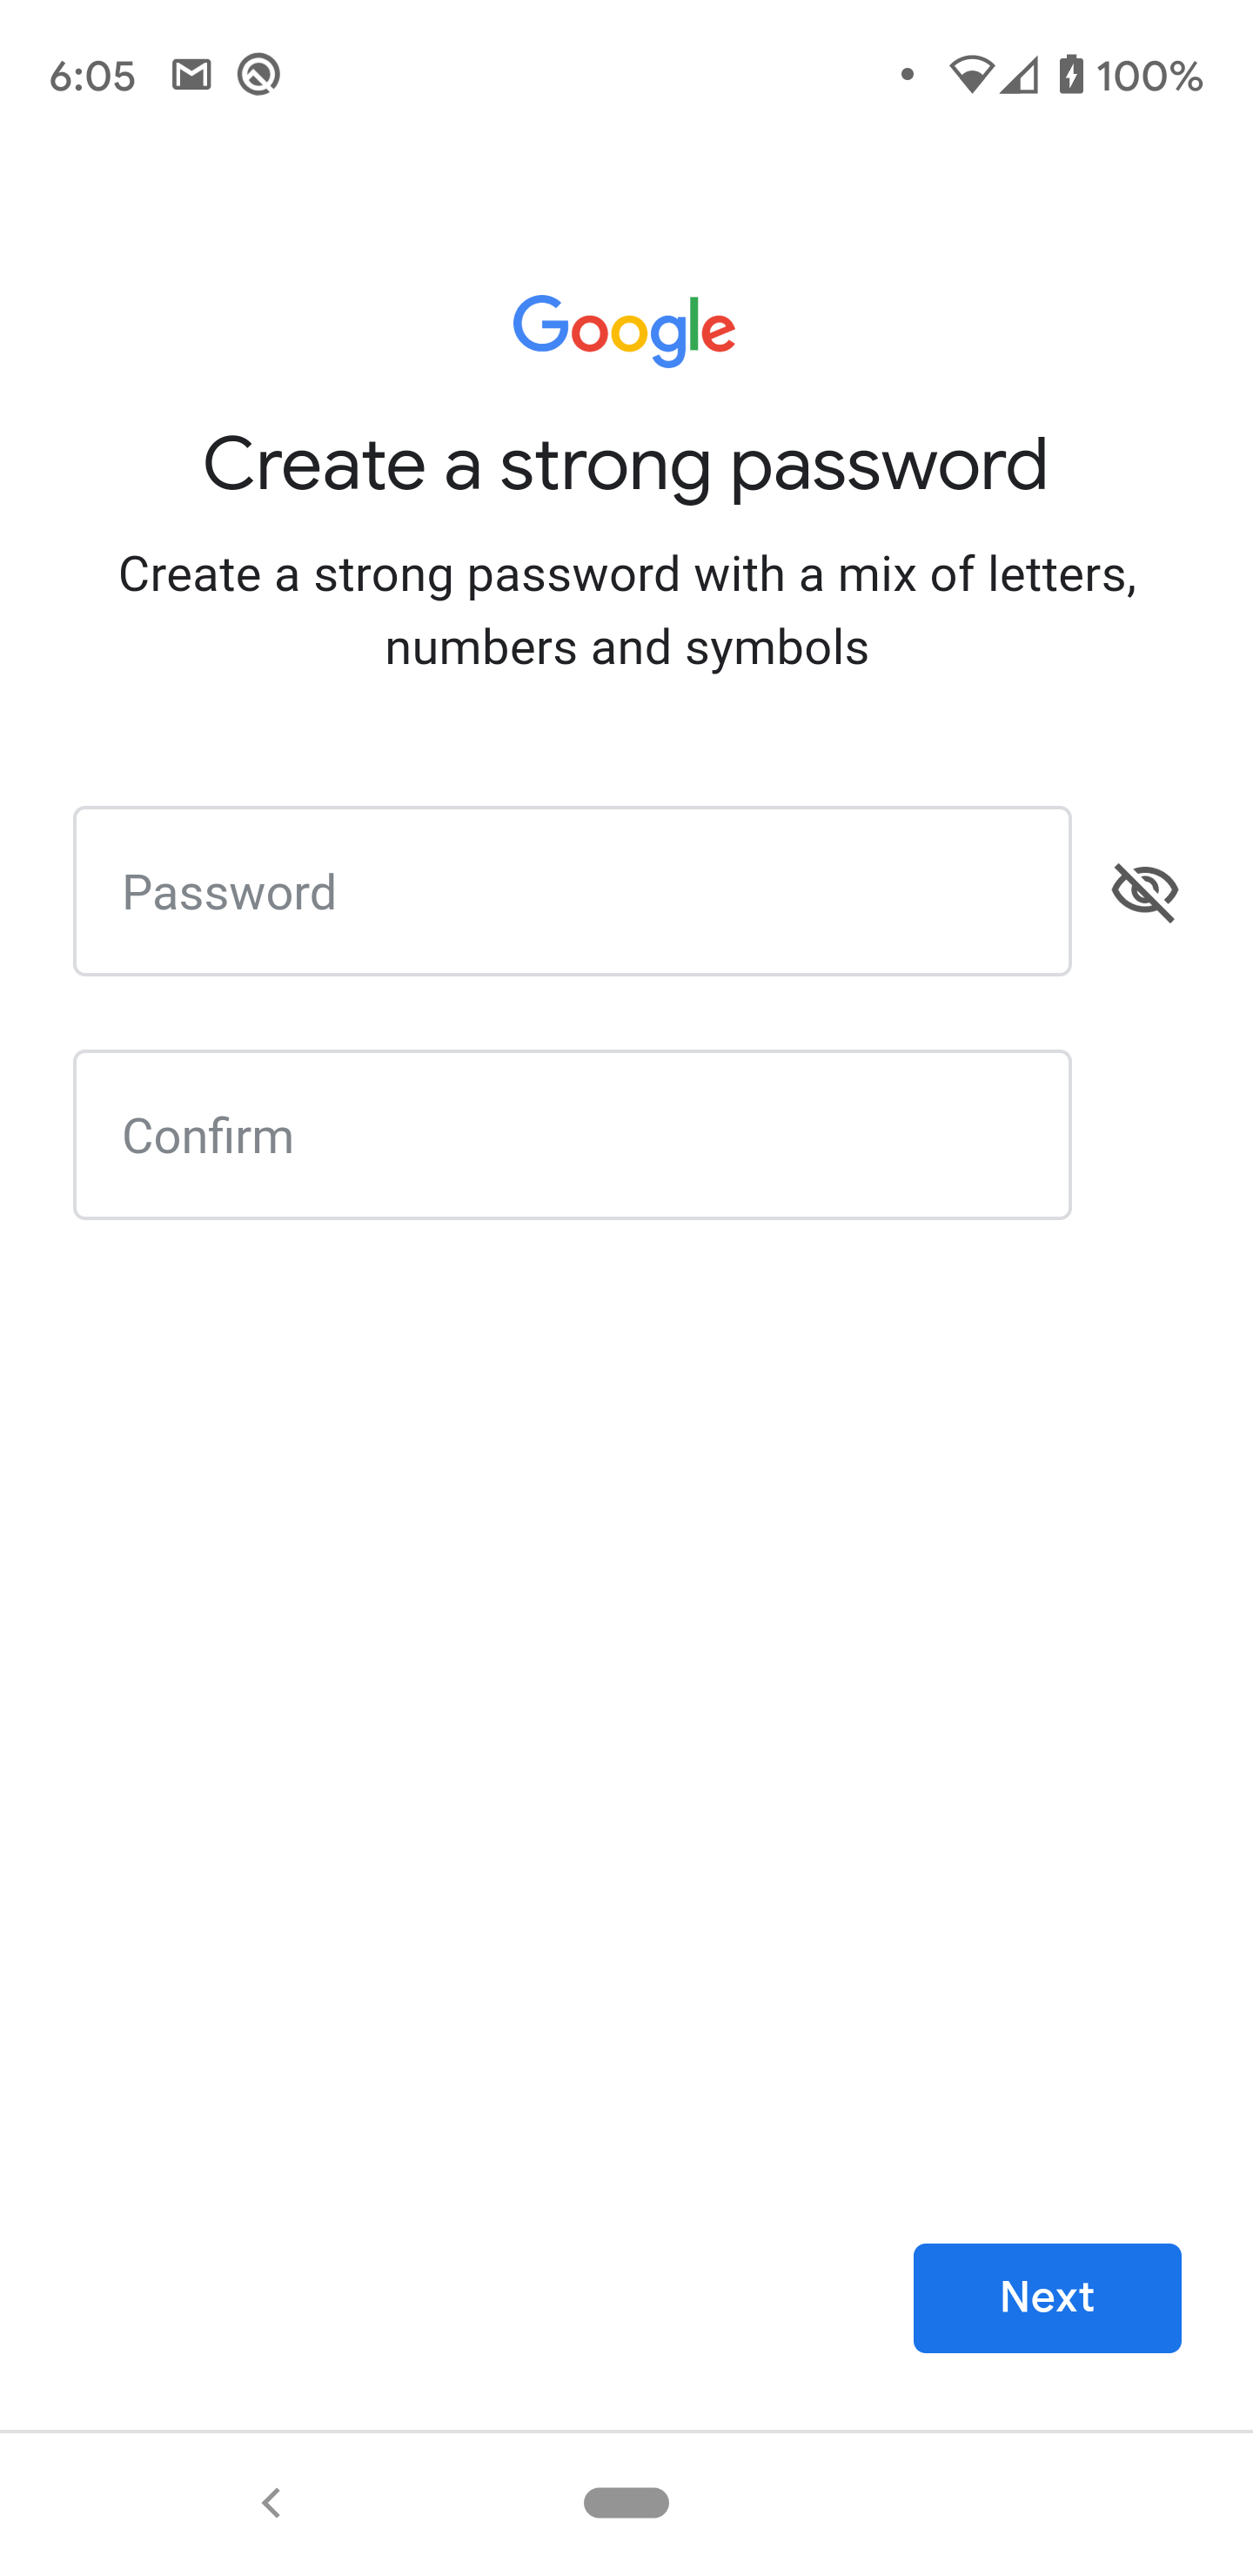 6:05 100%
Google
Create a strong password
Create a strong password with a mix of letters,
numbers and symbols
Password
Confirm
Next